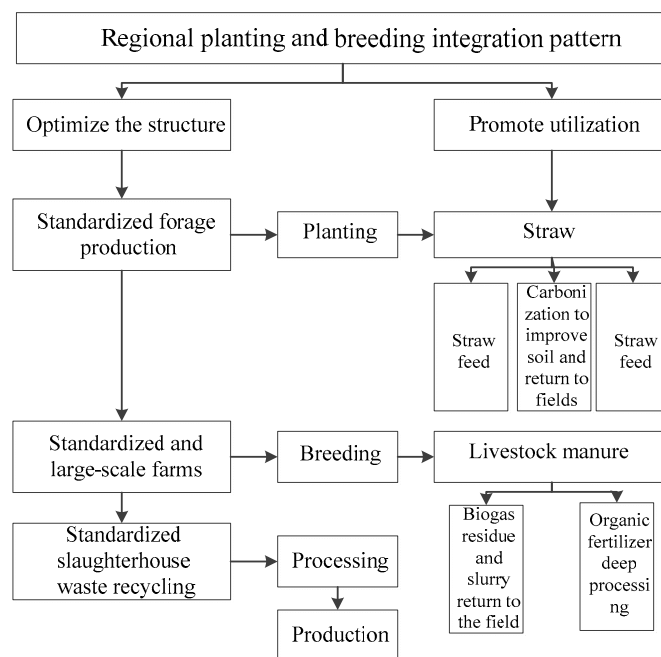 Regional planting and breeding integration pattern
Optimize the structure
Promote utilization
Standardized forage
production
Planting
Straw
Straw
feed
Carboni
zation to
improve
soil and
return to
fields
Straw
feed
Standardized and
large-scale farms
Breeding
Livestock manure
Standardized
slaughterhouse
waste recycling
Processing
Biogas
residue
and
slurry
return to
the field
Organic
fertilizer
deep
processi
ng
Production